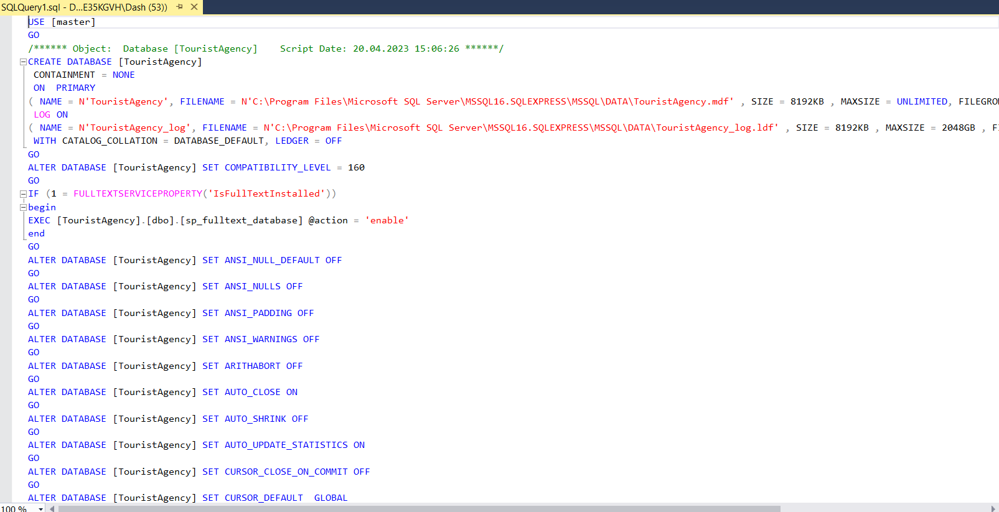 SQLQuery1.sql - D...E35KGVH\Dash (53))
USE [master]
GO
/****** Object:  Database [TouristAgency]    Script Date: 20.04.2023 15:06:26 ******/
CREATE DATABASE [TouristAgency]
 CONTAINMENT = NONE
 ON  PRIMARY
( NAME = N'TouristAgency', FILENAME = N'C:\Program Files\Microsoft SQL Server\MSSQL16.SQLEXPRESS\MSSQL\DATA\TouristAgency.mdf' , SIZE = 8192KB , MAXSIZE = UNLIMITED,
 LOG ON
( NAME = N'TouristAgency_log', FILENAME = N'C:\Program Files\Microsoft SQL Server\MSSQL16.SQLEXPRESS\MSSQL\DATA\TouristAgency_log.ldf' , SIZE = 8192KB , MAXSIZE = 2048GB ,
 WITH CATALOG_COLLATION = DATABASE_DEFAULT, LEDGER = OFF
GO
ALTER DATABASE [TouristAgency] SET COMPATIBILITY_LEVEL = 160
GO
IF (1 = FULLTEXTSERVICEPROPERTY('IsFullTextInstalled'))
begin
EXEC [TouristAgency].[dbo].[sp_fulltext_database] @action = 'enable'
end
GO
ALTER DATABASE [TouristAgency] SET ANSI_NULL_DEFAULT OFF
GO
ALTER DATABASE [TouristAgency] SET ANSI_NULLS OFF
GO
ALTER DATABASE [TouristAgency] SET ANSI_PADDING OFF
GO
ALTER DATABASE [TouristAgency] SET ANSI_WARNINGS OFF
GO
ALTER DATABASE [TouristAgency] SET ARITHABORT OFF
GO
ALTER DATABASE [TouristAgency] SET AUTO_CLOSE ON
GO
ALTER DATABASE [TouristAgency] SET AUTO_SHRINK OFF
GO
ALTER DATABASE [TouristAgency] SET AUTO_UPDATE_STATISTICS ON
GO
ALTER DATABASE [TouristAgency] SET CURSOR_CLOSE_ON_COMMIT OFF
GO
ALTER DATABASE [TouristAgency] SET CURSOR_DEFAULT  GLOBAL
100 %